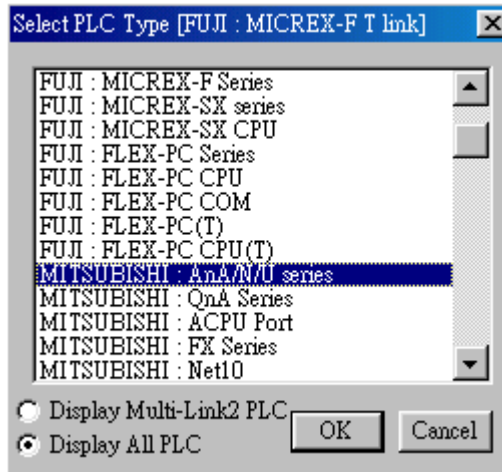 Select PLC Type [FUJI : MICREX-F T link]
FUJI : MICREX-F Series
FUJI : MICREX-SX series
FUJI : MICREX-SX CPU
FUJI : FLEX-PC Series
FUJI : FLEX-PC CPU
FUJI : FLEX-PC COM
FUJI : FLEX-PC(T)
FUJI : FLEX-PC CPU(T)
MITSUBISHI : AnA/N/U series
MITSUBISHI : QnA Series
MITSUBISHI : ACPU Port
MITSUBISHI : FX Series
MITSUBISHI : Net10
Display Multi-Link2 PLC
Display All PLC
OK
Cancel